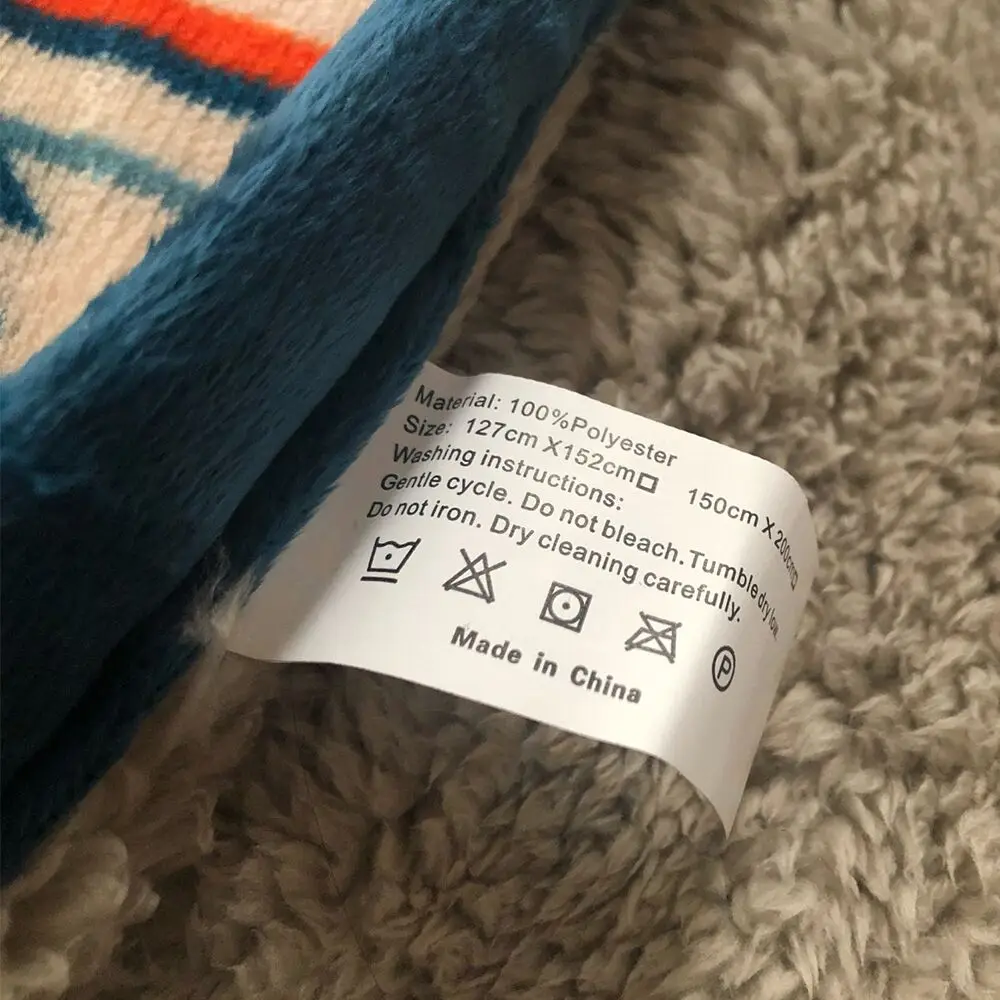 Material: 100%Polyester
Size: 127cm X152cm□ 150cm X 200cm□
Washing instructions:
Gentle cycle. Do not bleach.Tumble dry low.
Do not iron. Dry cleaning carefully.
P
Made in China